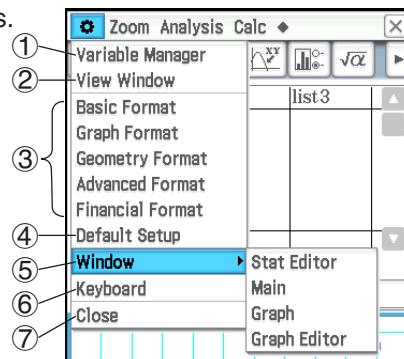 s.
Zoom Analysis Calc ◆
① Variable Manager
② View Window
③ Basic Format
Graph Format
Geometry Format
Advanced Format
Financial Format
④ Default Setup
⑤ Window
⑥ Keyboard
⑦ Close
Stat Editor
Main
Graph
Graph Editor
XY
√α
list3